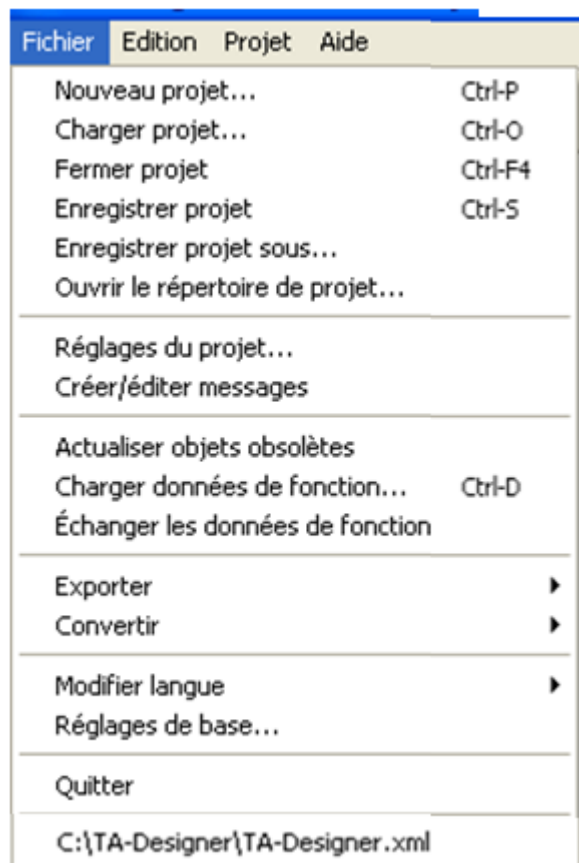 Fichier Edition Projet Aide
Nouveau projet... Ctrl-P
Charger projet... Ctrl-O
Fermer projet Ctrl-F4
Enregistrer projet Ctrl-S
Enregistrer projet sous...
Ouvrir le répertoire de projet...
Réglages du projet...
Créer/éditer messages
Actualiser objets obsolètes
Charger données de fonction... Ctrl-D
Échanger les données de fonction
Exporter
Convertir
Modifier langue
Réglages de base...
Quitter
C:\TA-Designer\TA-Designer.xml